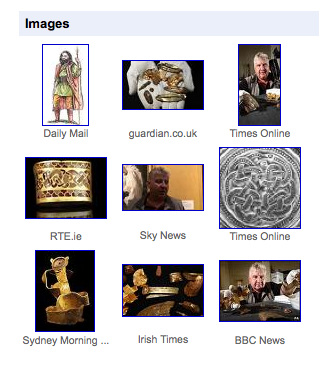 Images
Daily Mail
guardian.co.uk
Times Online
RTE.ie
Sky News
Times Online
Sydney Morning ...
Irish Times
BBC News